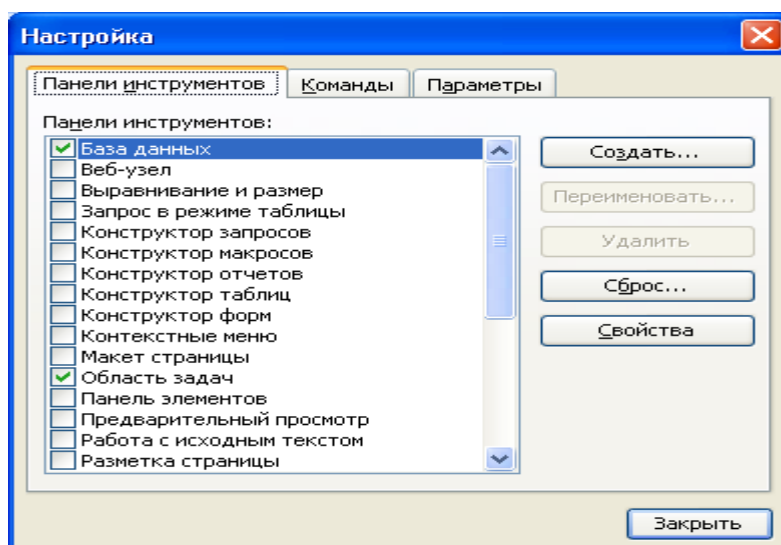 Настройка
Панели инструментов
Команды
Параметры
Панели инструментов:
База данных
Веб-узел
Выравнивание и размер
Запрос в режиме таблицы
Конструктор запросов
Конструктор макросов
Конструктор отчетов
Конструктор таблиц
Конструктор форм
Контекстные меню
Макет страницы
Область задач
Панель элементов
Предварительный просмотр
Работа с исходным текстом
Разметка страницы
Создать...
Переименовать...
Удалить
Сброс...
Свойства
Закрыть